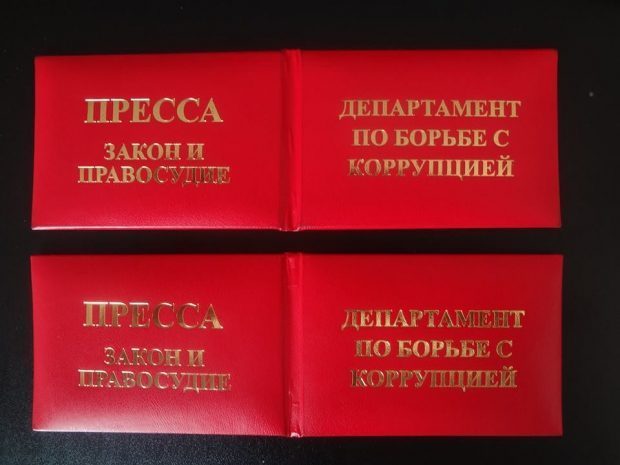 ПРЕССА
ЗАКОН И
ПРАВОСУДИЕ
ДЕПАРТАМЕНТ
ПО БОРЬБЕ С
КОРРУПЦИЕЙ
ПРЕССА
ЗАКОН И
ПРАВОСУДИЕ
ДЕПАРТАМЕНТ
ПО БОРЬБЕ С
КОРРУПЦИЕЙ